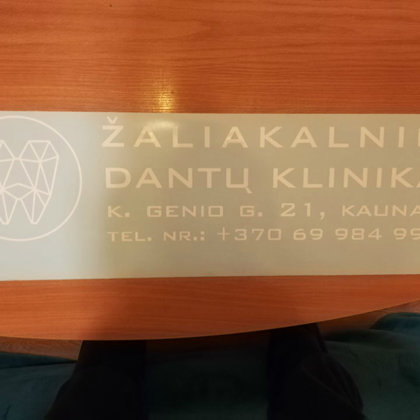 ŽALIAKALNI
DANTŲ KLINIKA
K. GENIO G. 21, KAUNA
TEL. NR.: +370 69 984 99